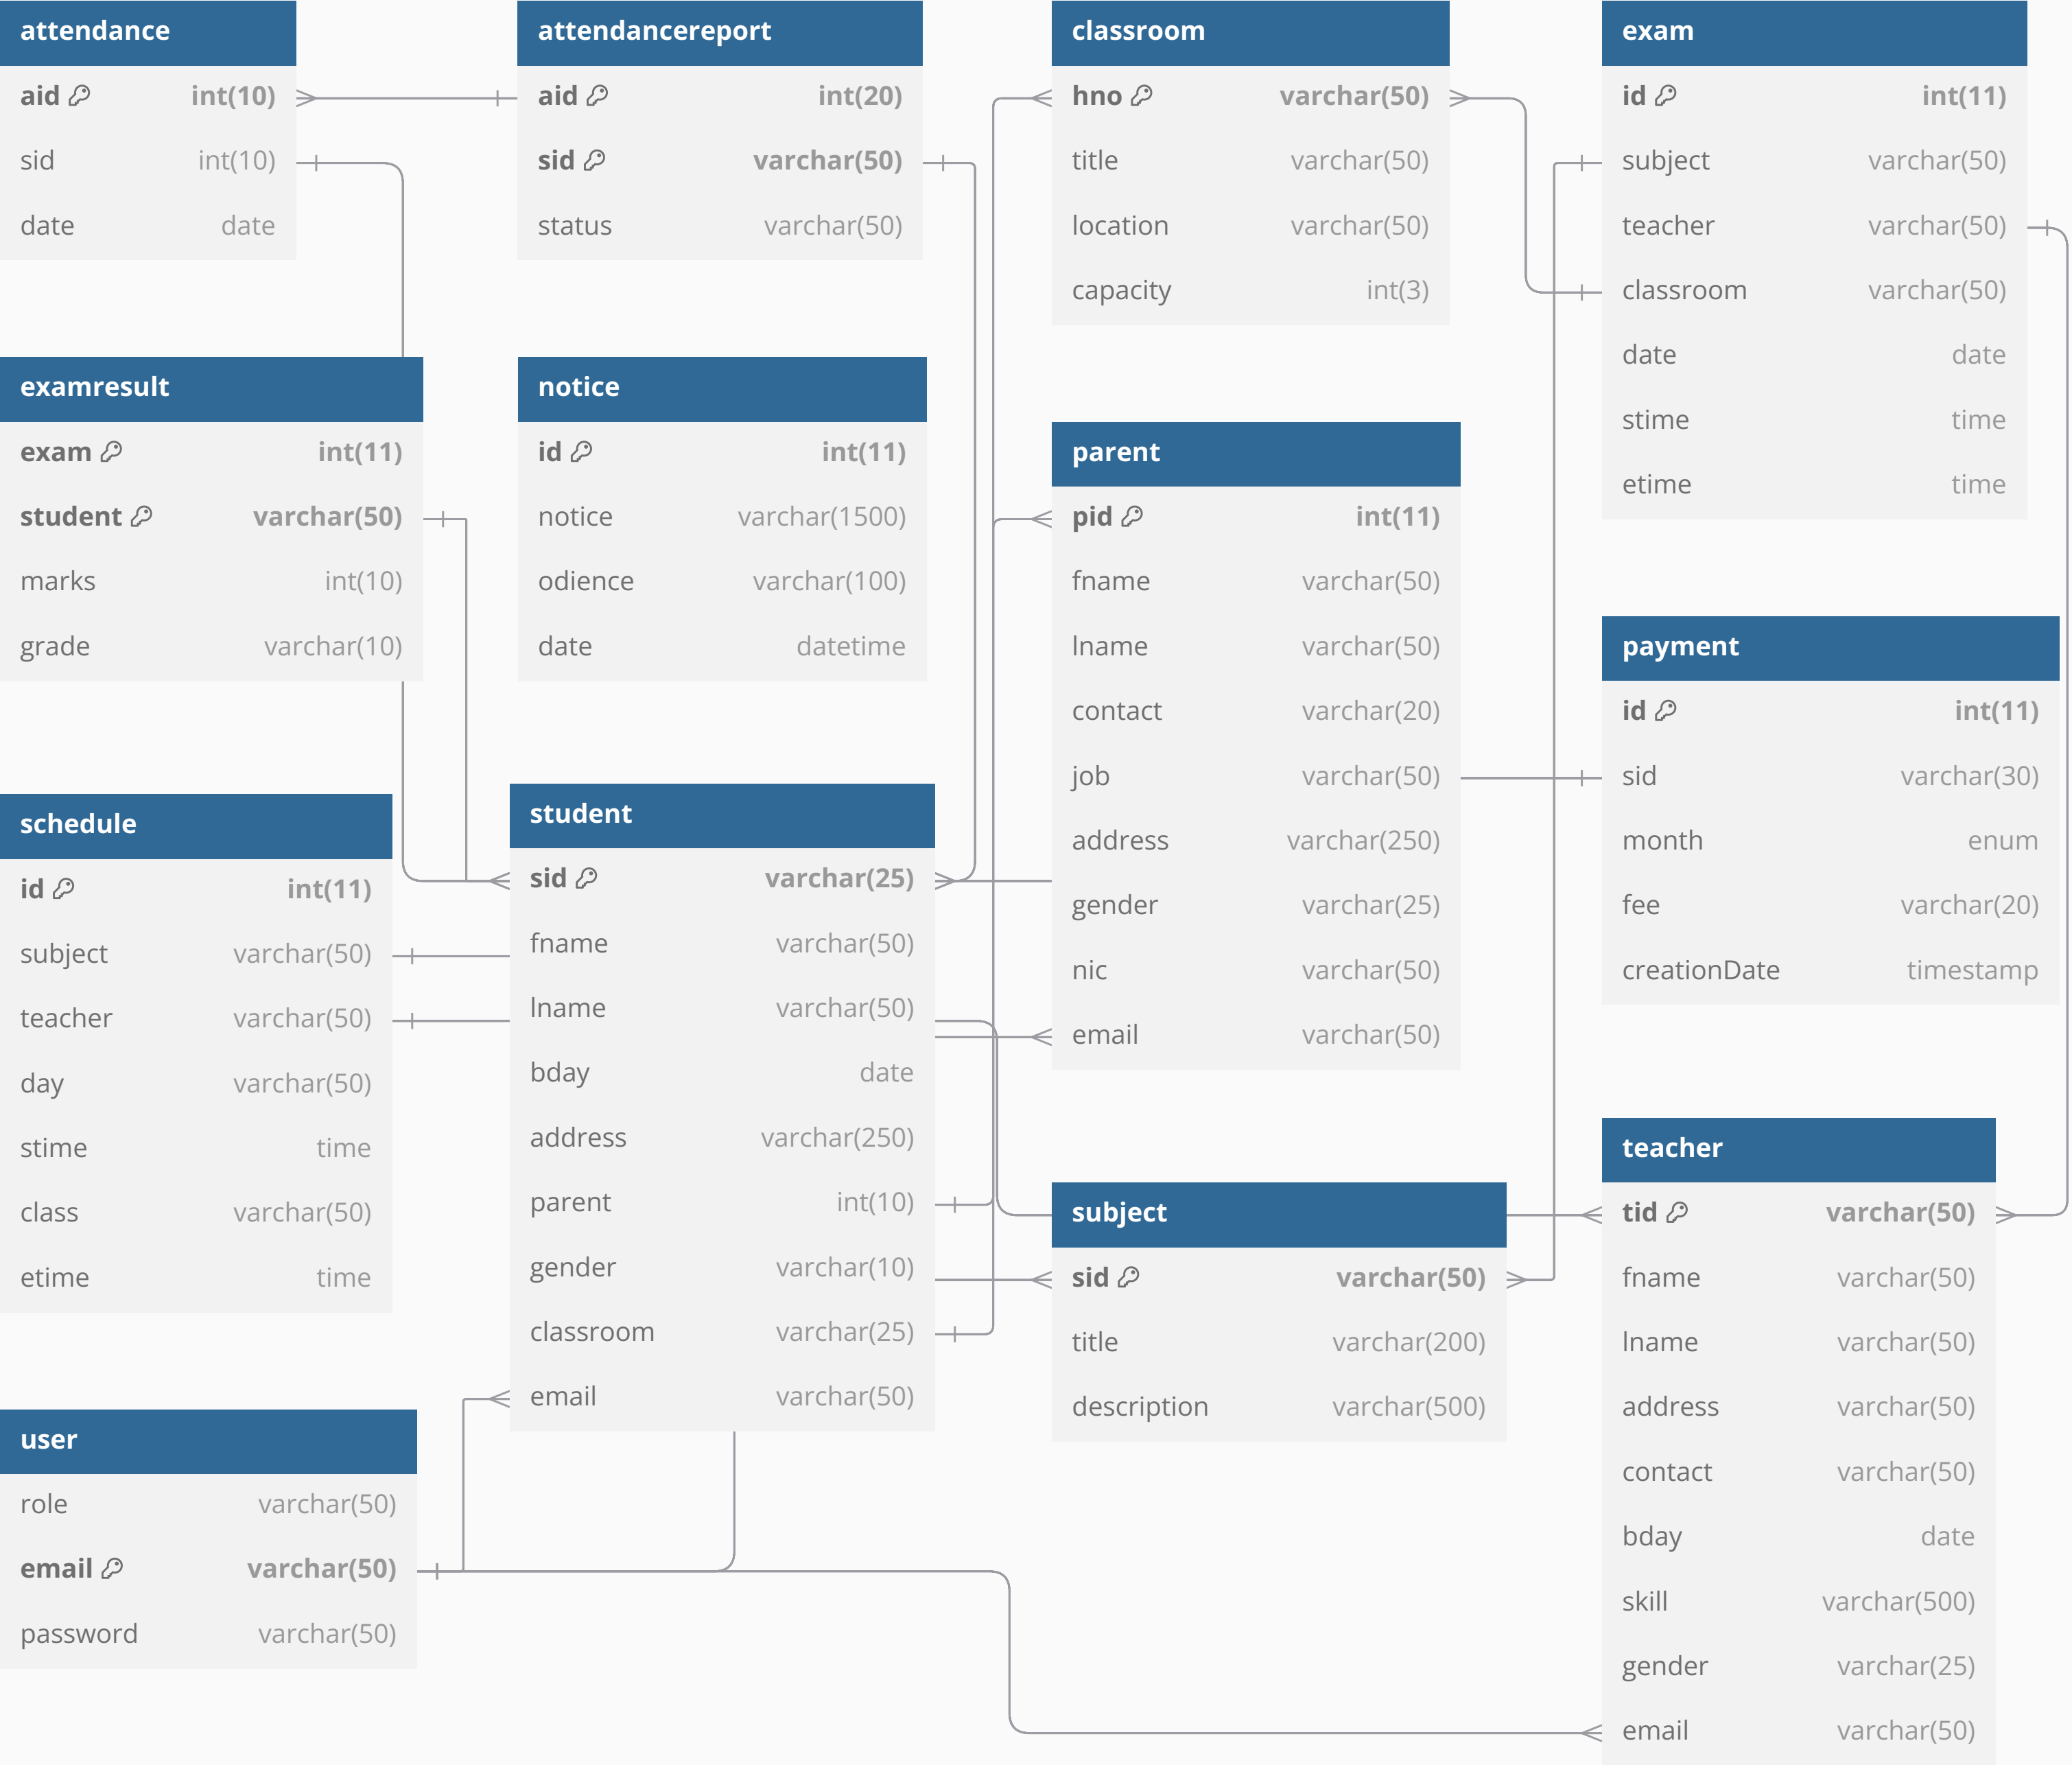 attendance
aid int(10)
sid int(10)
date date
attendancereport
aid int(20)
sid varchar(50)
status varchar(50)
classroom
hno varchar(50)
title varchar(50)
location varchar(50)
capacity int(3)
exam
id int(11)
subject varchar(50)
teacher varchar(50)
classroom varchar(50)
date date
stime time
etime time
examresult
exam int(11)
student varchar(50)
marks int(10)
grade varchar(10)
notice
id int(11)
notice varchar(1500)
odience varchar(100)
date datetime
parent
pid int(11)
fname varchar(50)
lname varchar(50)
contact varchar(20)
job varchar(50)
address varchar(250)
gender varchar(25)
nic varchar(50)
email varchar(50)
payment
id int(11)
sid varchar(30)
month enum
fee varchar(20)
creationDate timestamp
schedule
id int(11)
subject varchar(50)
teacher varchar(50)
day varchar(50)
stime time
class varchar(50)
etime time
student
sid varchar(25)
fname varchar(50)
lname varchar(50)
bday date
address varchar(250)
parent int(10)
gender varchar(10)
classroom varchar(25)
email varchar(50)
subject
sid varchar(50)
title varchar(200)
description varchar(500)
teacher
tid varchar(50)
fname varchar(50)
lname varchar(50)
address varchar(50)
contact varchar(50)
bday date
skill varchar(500)
gender varchar(25)
email varchar(50)
user
role varchar(50)
email varchar(50)
password varchar(50)